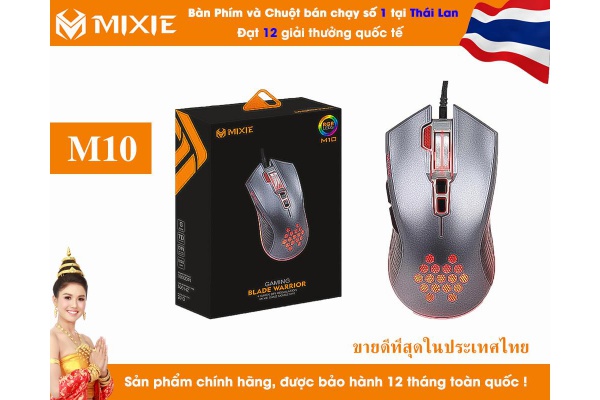 MIXIE
Bàn Phím và Chuột bán chạy số 1 tại Thái Lan
Đạt 12 giải thưởng quốc tế
M10
MIXIE
RGB
M10
GAMING
BLADE WARRIOR
ขายดีที่สุดในประเทศไทย
Sản phẩm chính hãng, được bảo hành 12 tháng toàn quốc !